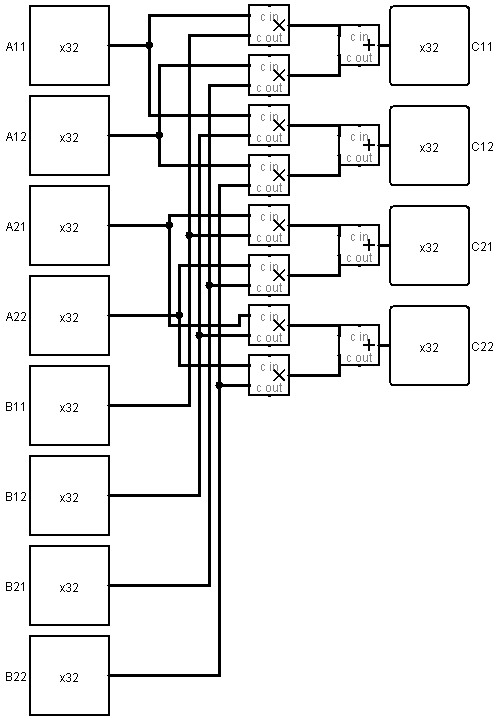 A11 x32
A12 x32
A21 x32
A22 x32
B11 x32
B12 x32
B21 x32
B22 x32
c in
c out
×
c in
c out
×
c in
c out
×
c in
c out
×
c in
c out
×
c in
c out
×
c in
c out
×
c in
c out
×
c in
+
c out
c in
+
c out
c in
+
c out
c in
+
c out
x32 C11
x32 C12
x32 C21
x32 C22